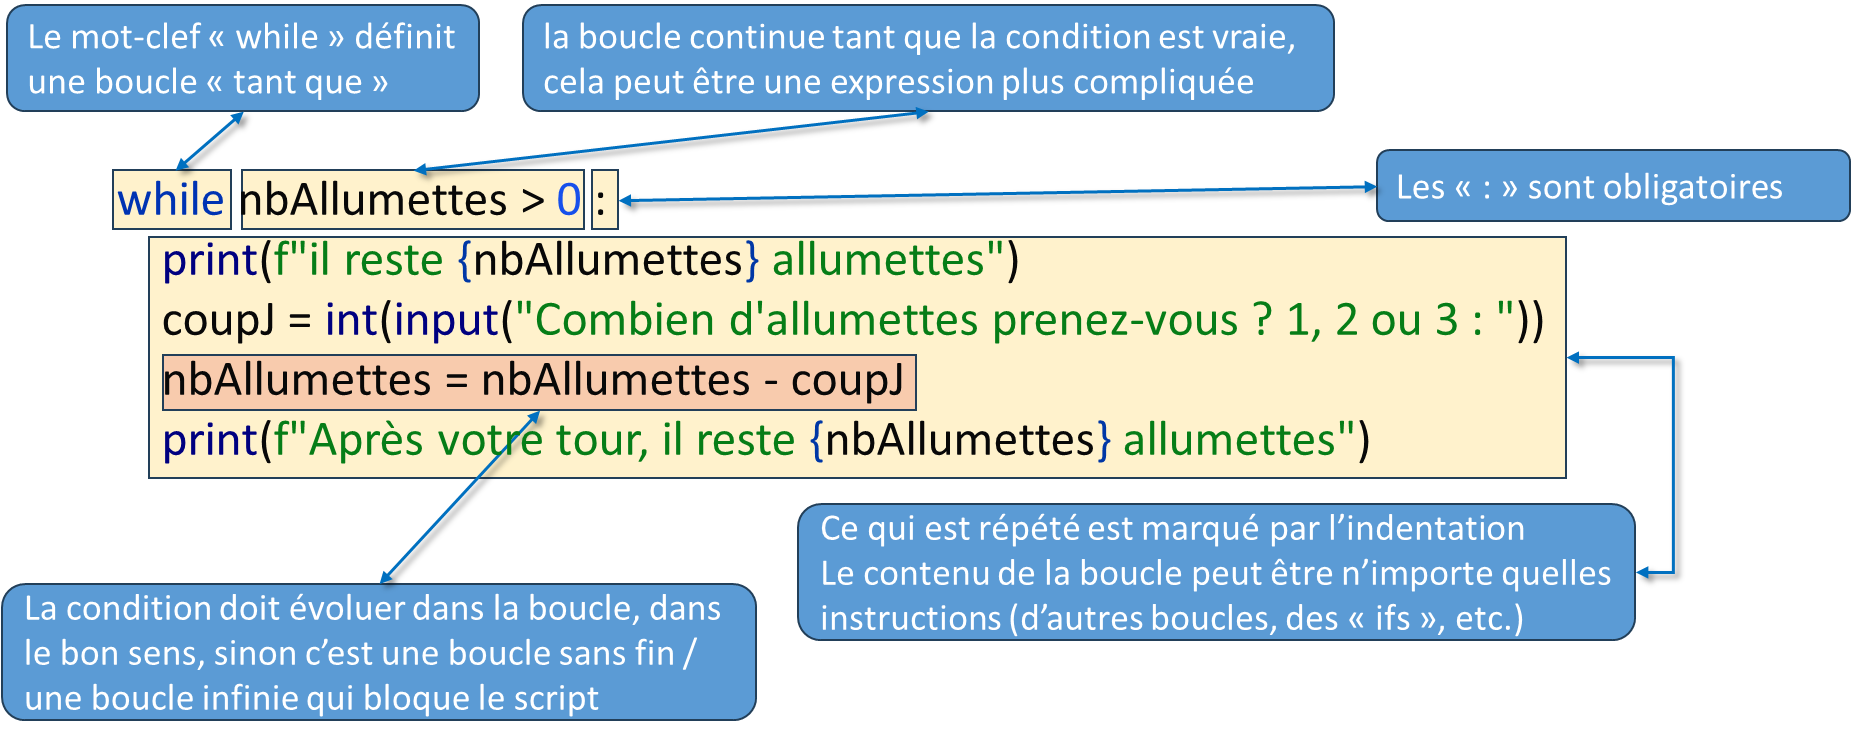 Le mot-clef « while » définit
une boucle « tant que »
la boucle continue tant que la condition est vraie,
cela peut être une expression plus compliquée
while nbAllumettes > 0 :
Les « : » sont obligatoires
print(f"il reste {nbAllumettes} allumettes")
coupJ = int(input("Combien d'allumettes prenez-vous ? 1, 2 ou 3 : "))
nbAllumettes = nbAllumettes - coupJ
print(f"Après votre tour, il reste {nbAllumettes} allumettes")
Ce qui est répété est marqué par l’indentation
Le contenu de la boucle peut être n’importe quelles
instructions (d’autres boucles, des « ifs », etc.)
La condition doit évoluer dans la boucle, dans
le bon sens, sinon c’est une boucle sans fin /
une boucle infinie qui bloque le script